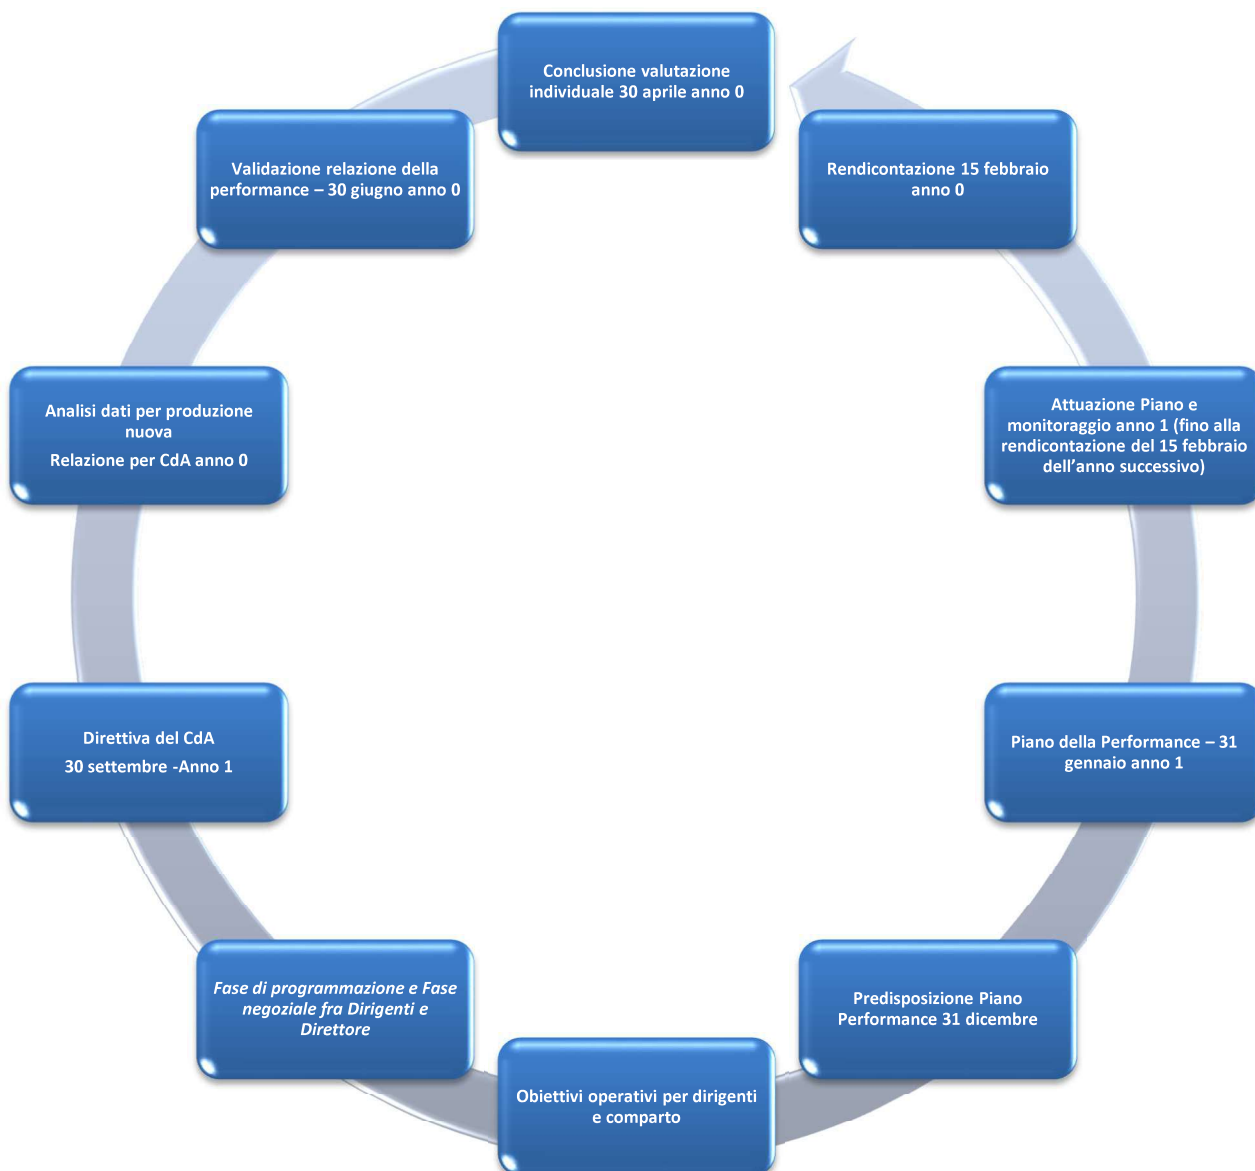 Conclusione valutazione
individuale 30 aprile anno 0
Validazione relazione della
performance – 30 giugno anno 0
Analisi dati per produzione
nuova
Relazione per CdA anno 0
Direttiva del CdA
30 settembre -Anno 1
Fase di programmazione e Fase
negoziale fra Dirigenti e
Direttore
Obiettivi operativi per dirigenti
e comparto
Predisposizione Piano
Performance 31 dicembre
Piano della Performance – 31
gennaio anno 1
Attuazione Piano e
monitoraggio anno 1 (fino alla
rendicontazione del 15 febbraio
dell’anno successivo)
Rendicontazione 15 febbraio
anno 0